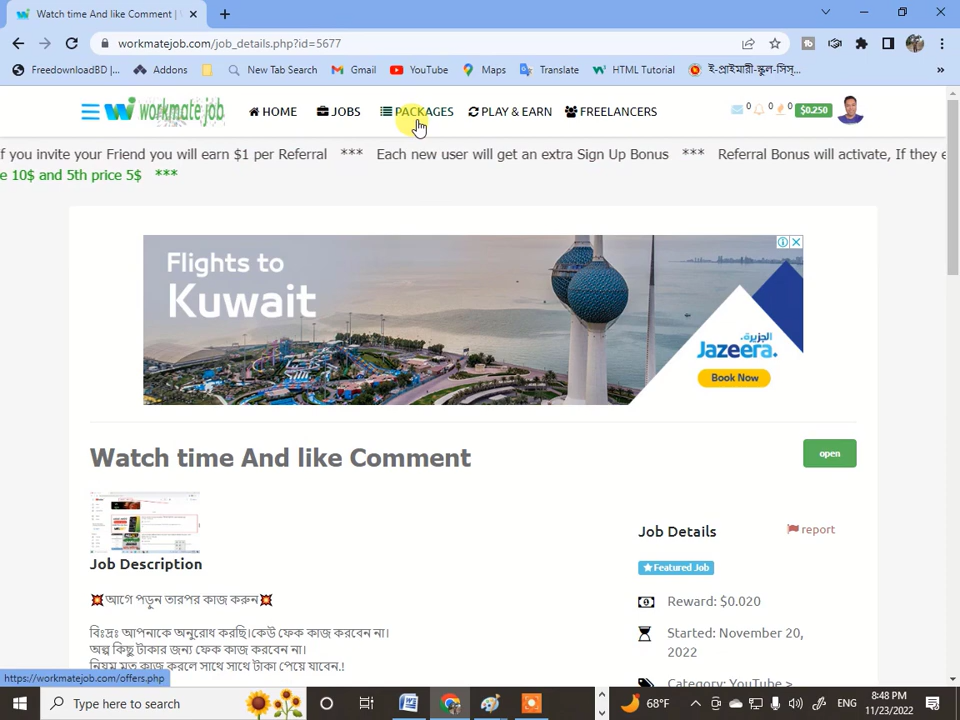 Watch time And like Comment |
workmatejob.com/job_details.php?id=5677
FreedownloadBD |... Addons New Tab Search Gmail YouTube Maps Translate HTML Tutorial ই-প্রাইমারী-স্কুল-সিস্... »
workmate job HOME JOBS PACKAGES PLAY & EARN FREELANCERS 0 0 0 $0.250
f you invite your Friend you will earn $1 per Referral *** Each new user will get an extra Sign Up Bonus *** Referral Bonus will activate, If they e
e 10$ and 5th price 5$ ***
Flights to
Kuwait
الجزيرة.
Jazeera.
Book Now
Watch time And like Comment
open
Job Details
report
Job Description
Featured Job
💥আগে পড়ুন তারপর কাজ করুন💥
Reward: $0.020
বিঃদ্রঃ আপনাকে অনুরোধ করছি।কেউ ফেক কাজ করবেন না।
অল্প কিছু টাকার জন্য ফেক কাজ করবেন না।
নিয়ম মত কাজ করলে সাথে সাথে টাকা পেয়ে যাবেন.!
Started: November 20,
2022
Category: YouTube >
https://workmatejob.com/offers.php
Type here to search
68°F
ENG
8:48 PM
11/23/2022